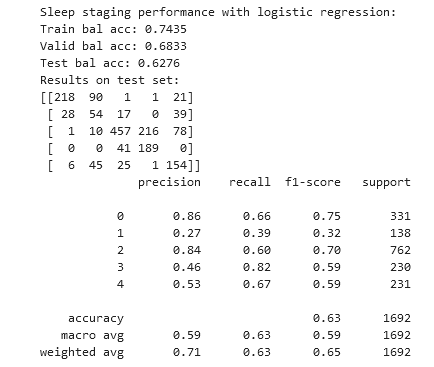 Sleep staging performance with logistic regression:
Train bal acc: 0.7435
Valid bal acc: 0.6833
Test bal acc: 0.6276
Results on test set:
[[218 90 1 1 21]
[ 28 54 17 0 39]
[ 1 10 457 216 78]
[ 0 0 41 189 0]
[ 6 45 25 1 154]]
precision recall f1-score support
0 0.86 0.66 0.75 331
1 0.27 0.39 0.32 138
2 0.84 0.60 0.70 762
3 0.46 0.82 0.59 230
4 0.53 0.67 0.59 231
accuracy 0.63 1692
macro avg 0.59 0.63 0.59 1692
weighted avg 0.71 0.63 0.65 1692